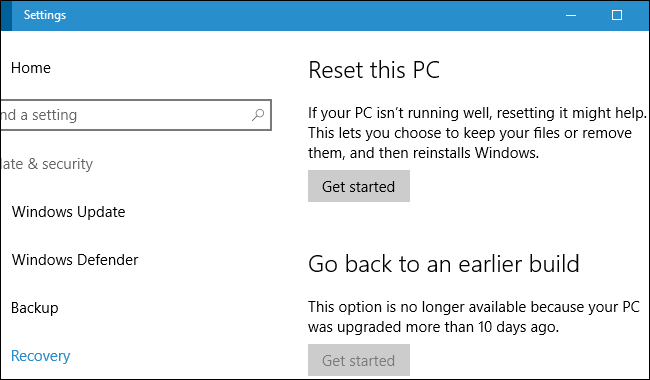 Settings
Home
nd a setting
ate & security
Windows Update
Windows Defender
Backup
Recovery
Reset this PC
If your PC isn't running well, resetting it might help.
This lets you choose to keep your files or remove
them, and then reinstalls Windows.
Get started
Go back to an earlier build
This option is no longer available because your PC
was upgraded more than 10 days ago.
Get started